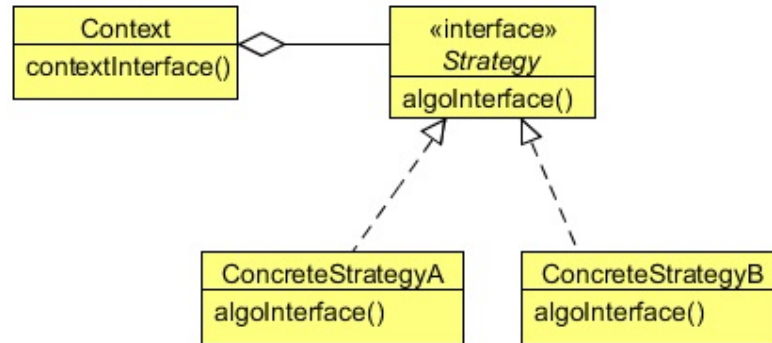 Context
contextInterface()
«interface»
Strategy
algoInterface()
ConcreteStrategyA
algoInterface()
ConcreteStrategyB
algoInterface()